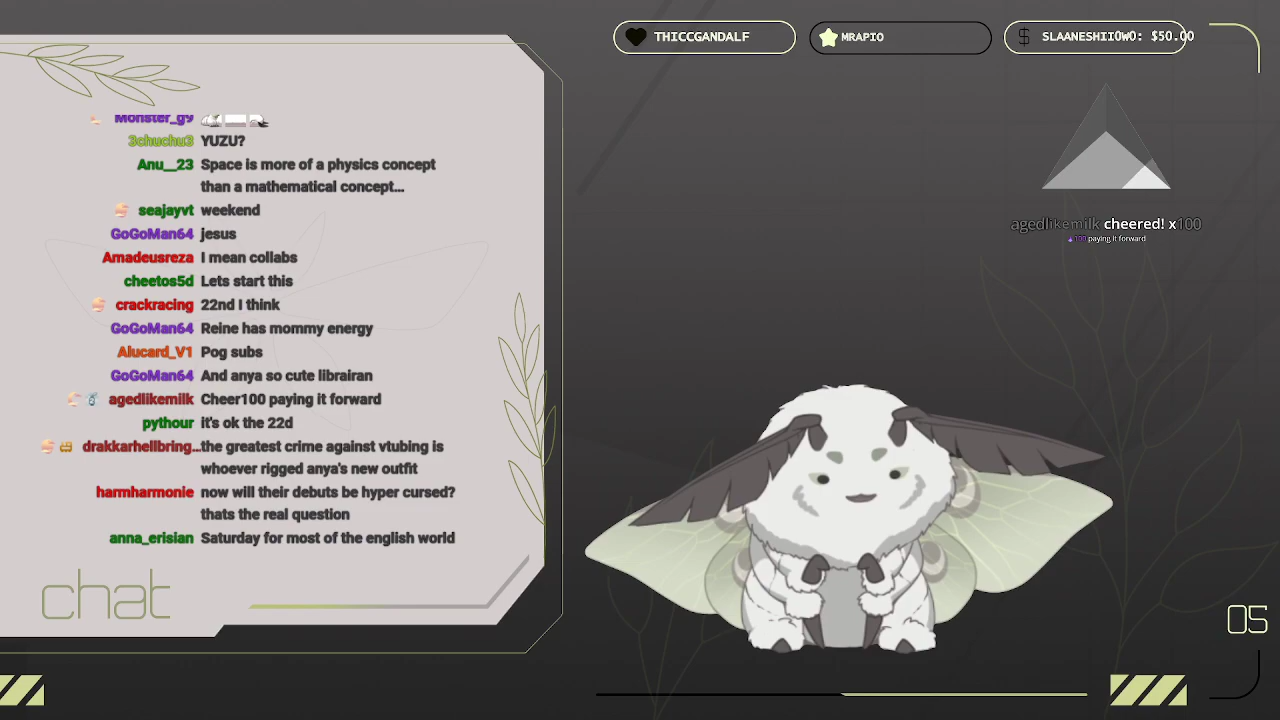 THICCGANDALF
MRAPIO
$ SLAANESHII0W0: $50.00
Monster_g9
3chuchu3 YUZU?
Anu__23 Space is more of a physics concept
than a mathematical concept...
seajayvt weekend
GoGoMan64 jesus
Amadeusreza I mean collabs
cheetos5d Lets start this
crackracing 22nd I think
GoGoMan64 Reine has mommy energy
Alucard_V1 Pog subs
GoGoMan64 And anya so cute librairan
agedlikemilk Cheer100 paying it forward
pythour it's ok the 22d
drakkarhellbring... the greatest crime against vtubing is
whoever rigged anya's new outfit
harmharmonie now will their debuts be hyper cursed?
thats the real question
anna_erisian Saturday for most of the english world
chat
agedlikemilk cheered! x100
100 paying it forward
05